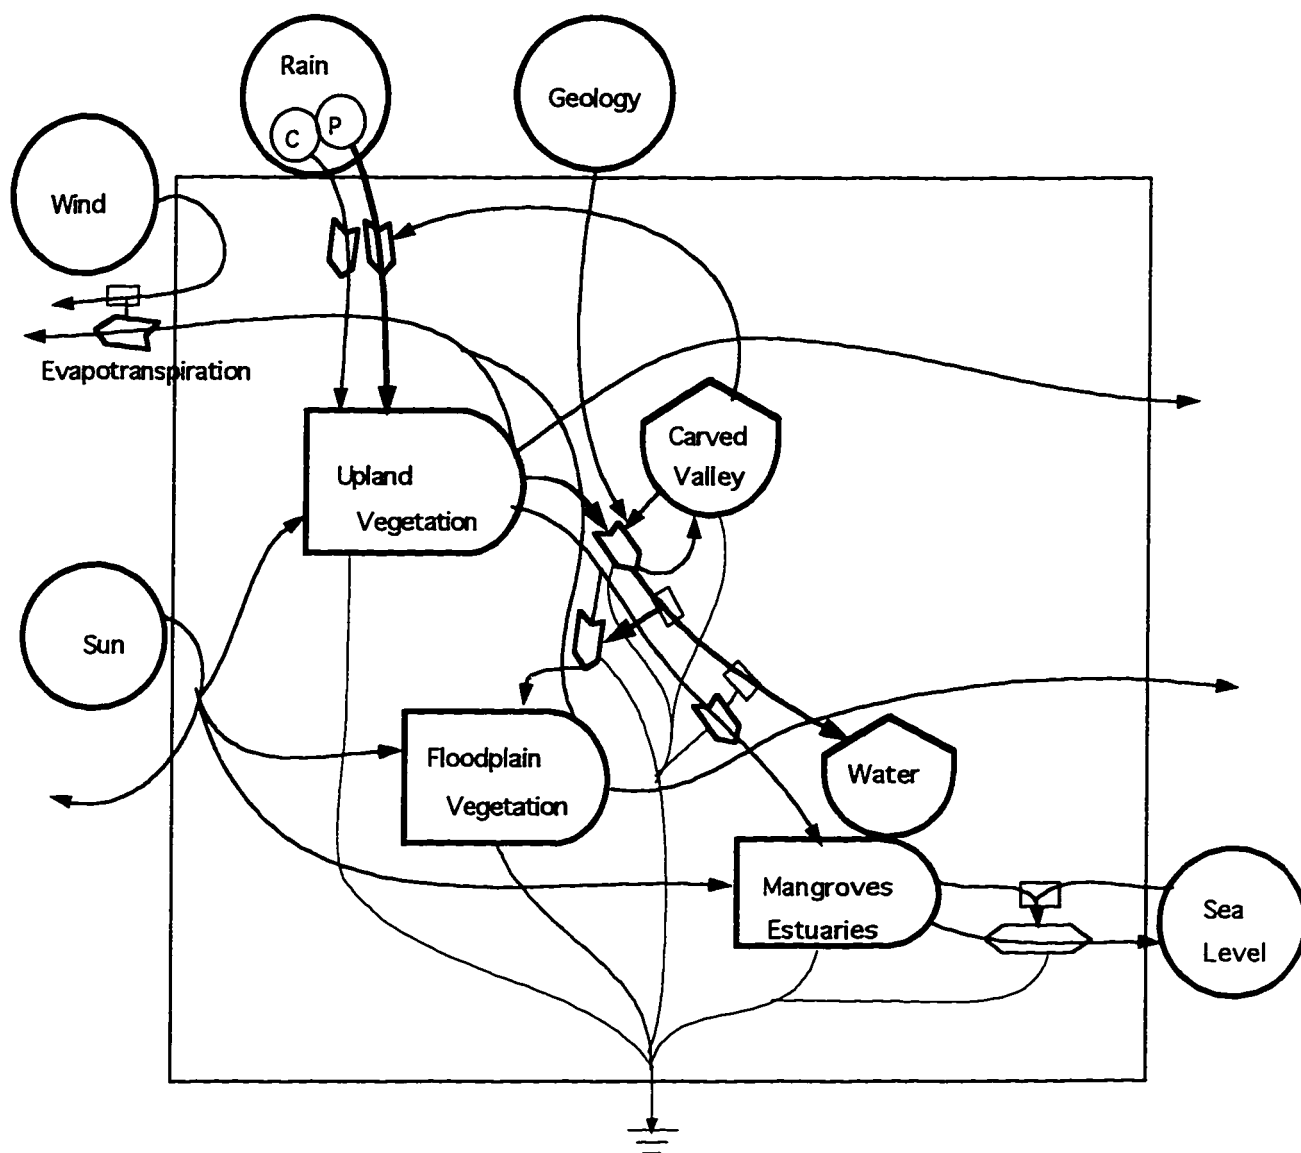 Rain
C
P
Geology
Wind
Evapotranspiration
Carved
Valley
Upland
Vegetation
Sun
Floodplain
Vegetation
Water
Mangroves
Estuaries
Sea
Level